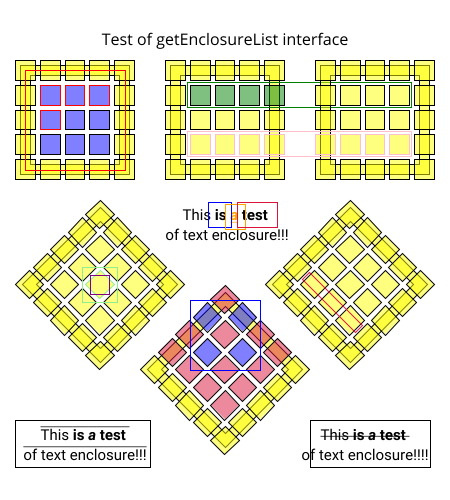 Test of getEnclosureList interface
This is a test
of text enclosure!!!
This is a test
of text enclosure!!!
This is a test
of text enclosure!!!!